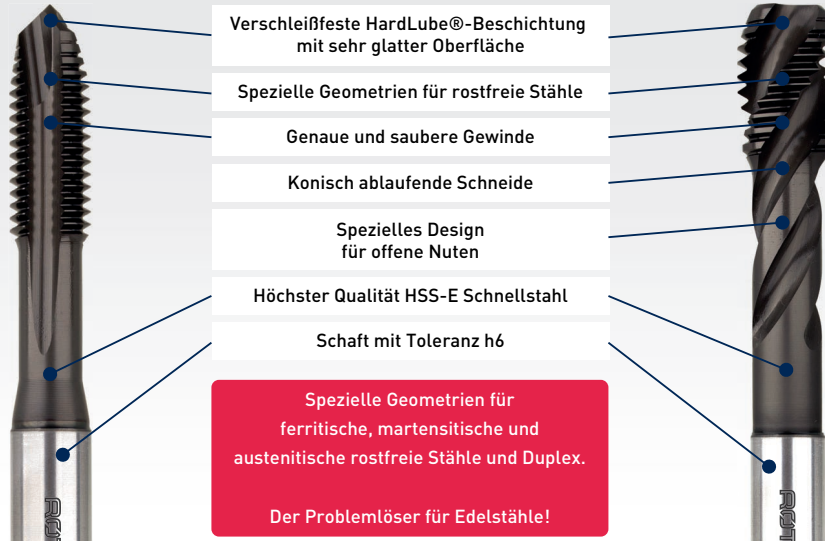 Verschleißfeste HardLube®-Beschichtung
mit sehr glatter Oberfläche
Spezielle Geometrien für rostfreie Stähle
Genaue und saubere Gewinde
Konisch ablaufende Schneide
Spezielles Design
für offene Nuten
Höchster Qualität HSS-E Schnellstahl
Schaft mit Toleranz h6
Spezielle Geometrien für
ferritische, martensitische und
austenitische rostfreie Stähle und Duplex.
Der Problemlöser für Edelstähle!